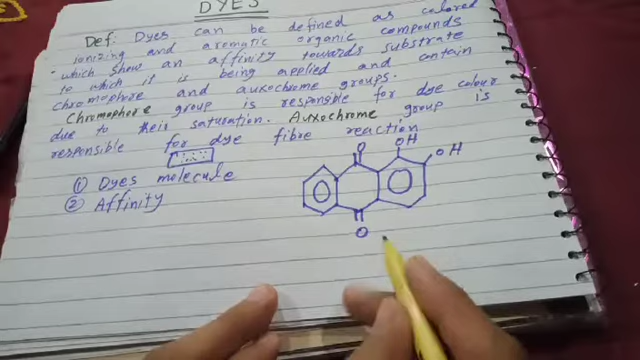 DYES
Def: Dyes can be defined as colored
ionizing and aromatic organic compounds
which show an affinity towards substrate
to which it is being applied and contain
chromophore and auxochrome groups.
Chromophore group is responsible for dye colour
due to their saturation. Auxochrome group is
responsible for dye fibre reaction
① Dyes molecule
② Affinity
O
OH
OH
O